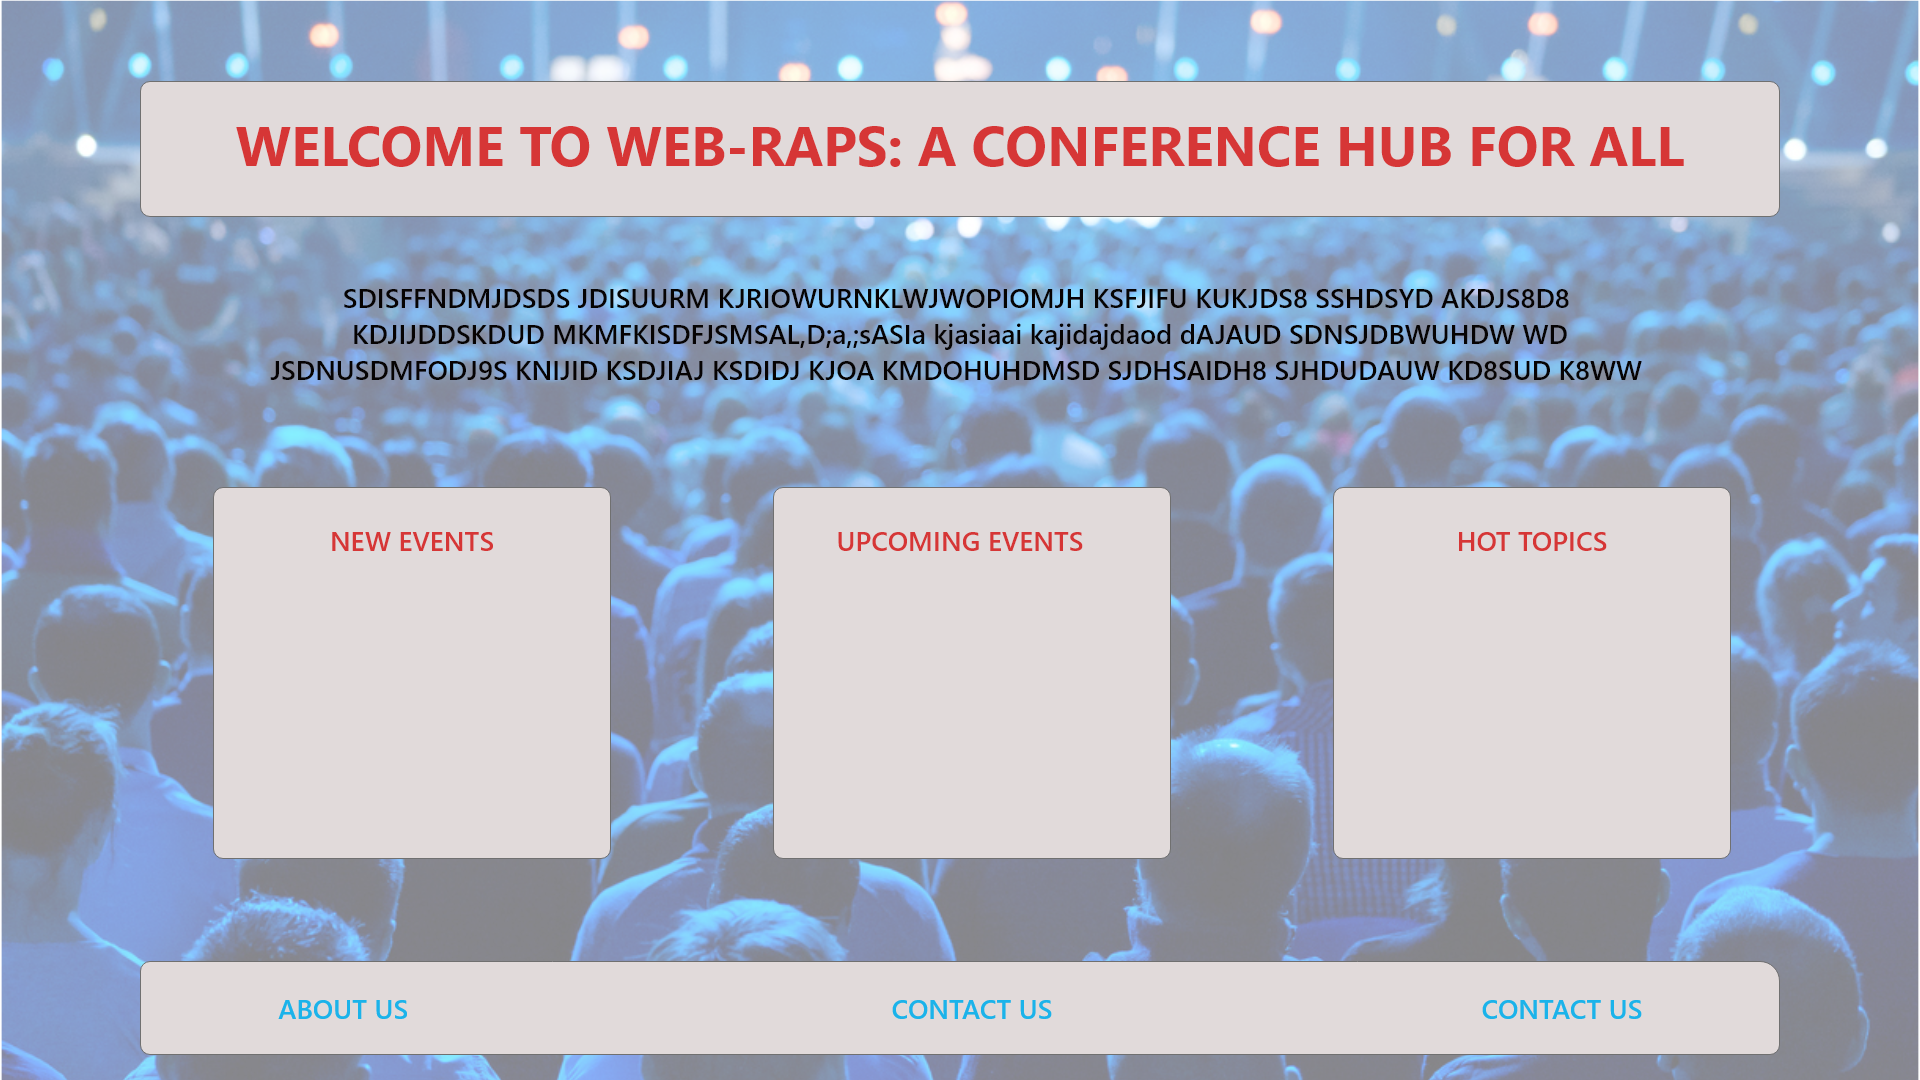 WELCOME TO WEB-RAPS: A CONFERENCE HUB FOR ALL
SDISFFNDMJDSDS JDISUURM KJRIOWURNKLWJWOPIOMJH KSFJIFU KUKJDS8 SSHDSYD AKDJS8D8
KDJIJDDSKDUD MKMFKISDFJSMSAL,D;a,;sASIa kjasiaai kajidajdaod dAJAUD SDNSJDBWUHDW WD
JSDNUSDMFODJ9S KNIJID KSDJIAJ KSDIDJ KJOA KMDOHUHDMSD SJDHSAIDH8 SJHDUDAUW KD8SUD K8WW
NEW EVENTS
UPCOMING EVENTS
HOT TOPICS
ABOUT US
CONTACT US
CONTACT US